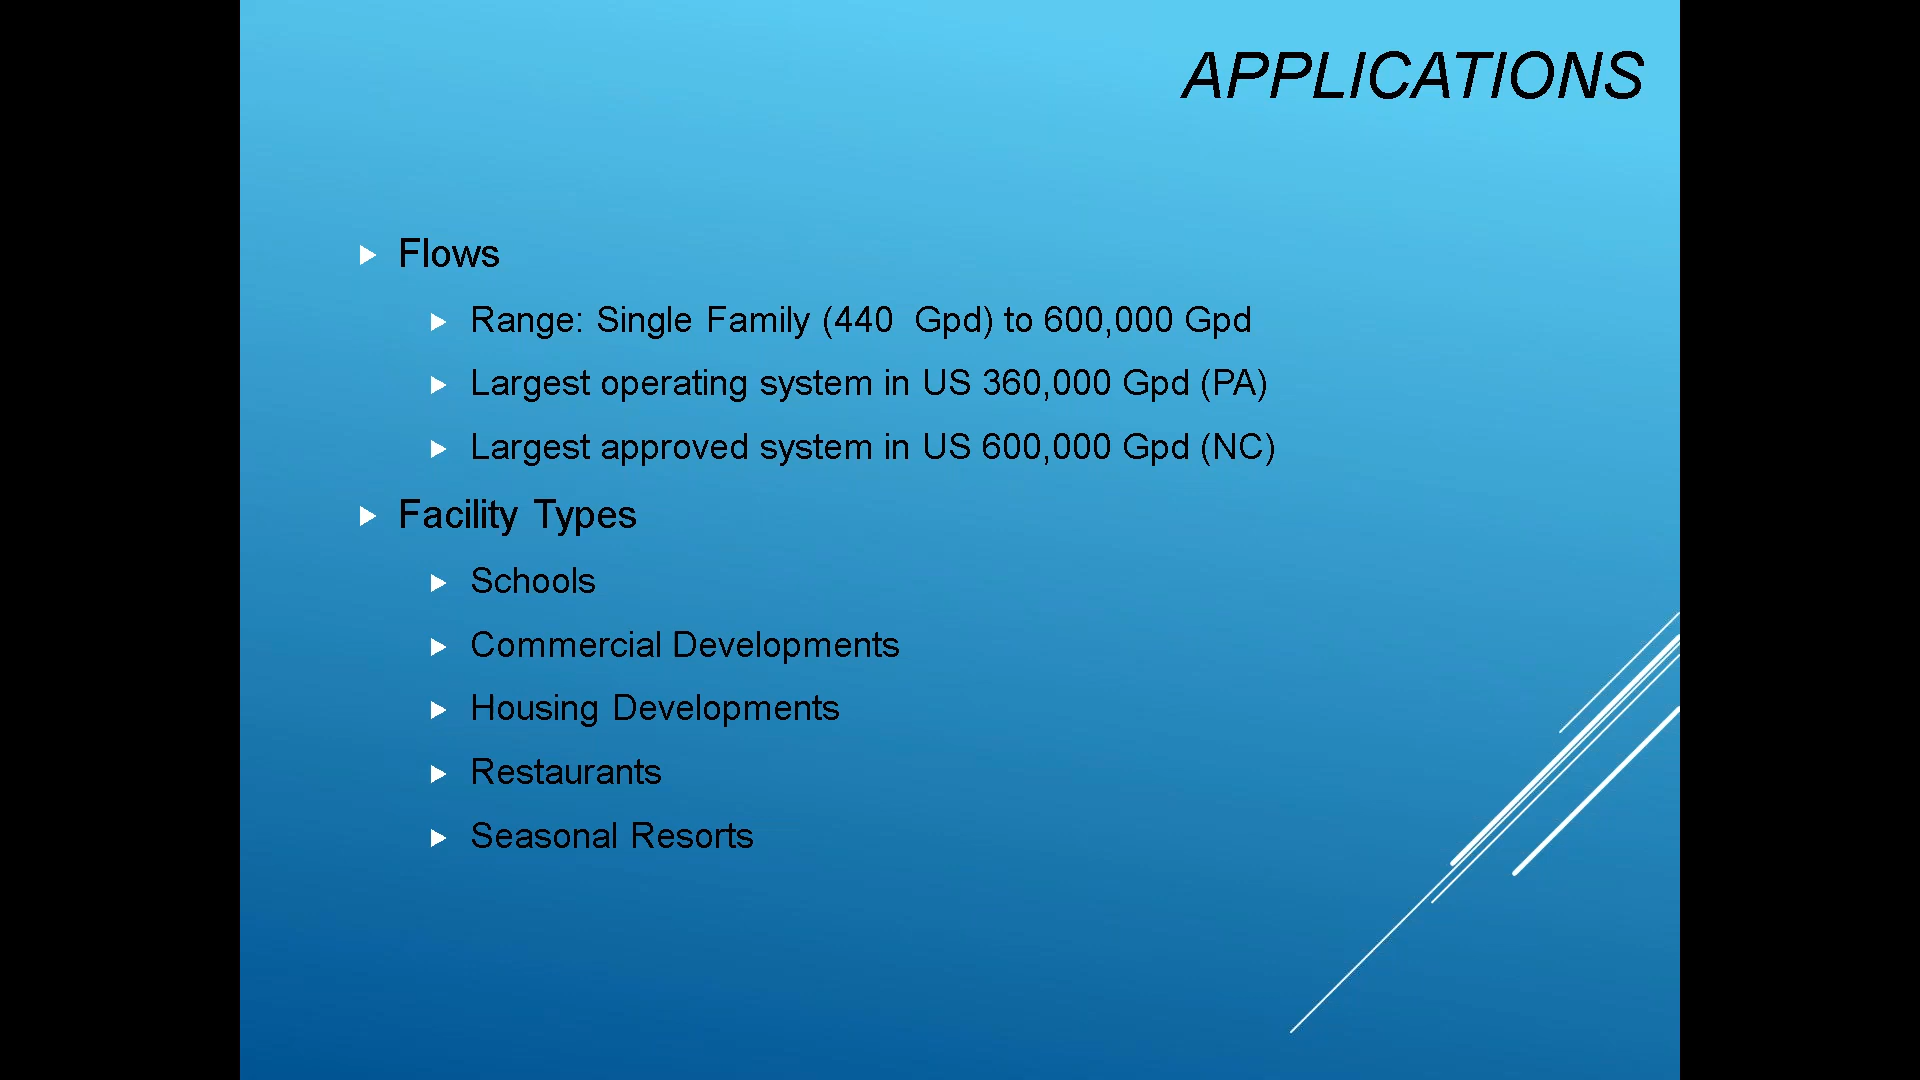 APPLICATIONS
Flows
Range: Single Family (440  Gpd) to 600,000 Gpd
Largest operating system in US 360,000 Gpd (PA)
Largest approved system in US 600,000 Gpd (NC)
Facility Types
Schools
Commercial Developments
Housing Developments
Restaurants
Seasonal Resorts